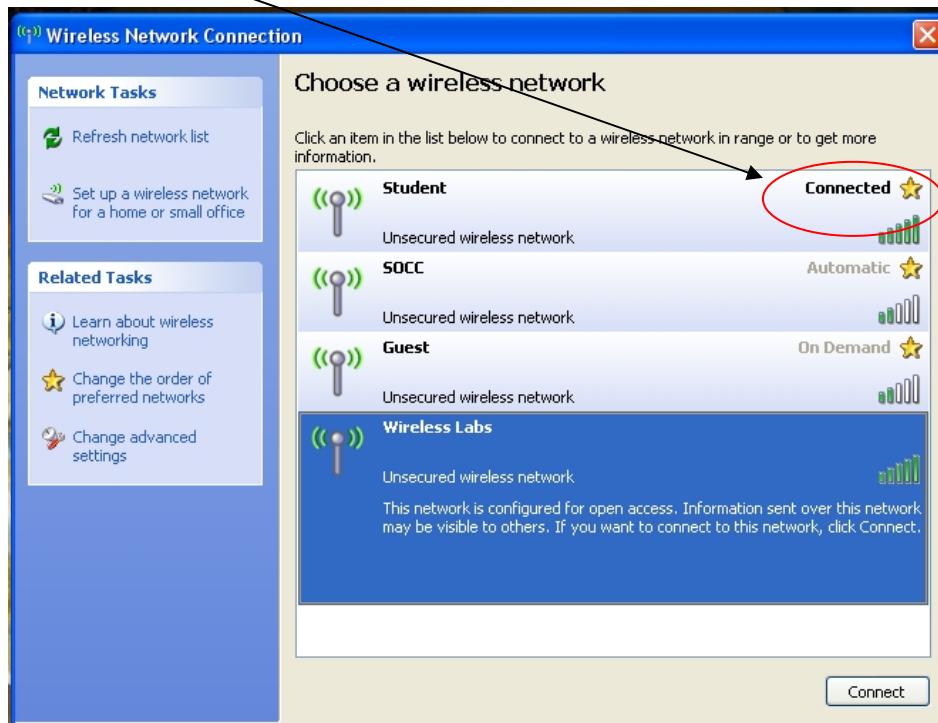 Wireless Network Connection
Network Tasks
Refresh network list
Set up a wireless network
for a home or small office
Related Tasks
Learn about wireless
networking
Change the order of
preferred networks
Change advanced
settings
Choose a wireless network
Click an item in the list below to connect to a wireless network in range or to get more
information.
Student Connected
Unsecured wireless network
SOCC Automatic
Unsecured wireless network
Guest On Demand
Unsecured wireless network
Wireless Labs
Unsecured wireless network
This network is configured for open access. Information sent over this network
may be visible to others. If you want to connect to this network, click Connect.
Connect